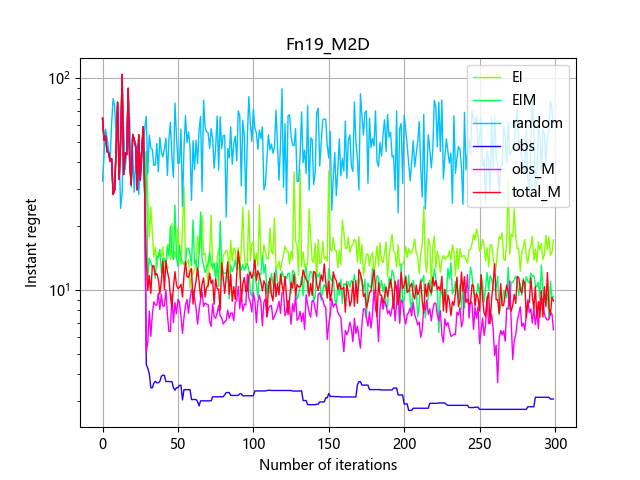 Fn19_M2D
Instant regret
10²
10¹
EI
EIM
random
obs
obs_M
total_M
0 50 100 150 200 250 300
Number of iterations